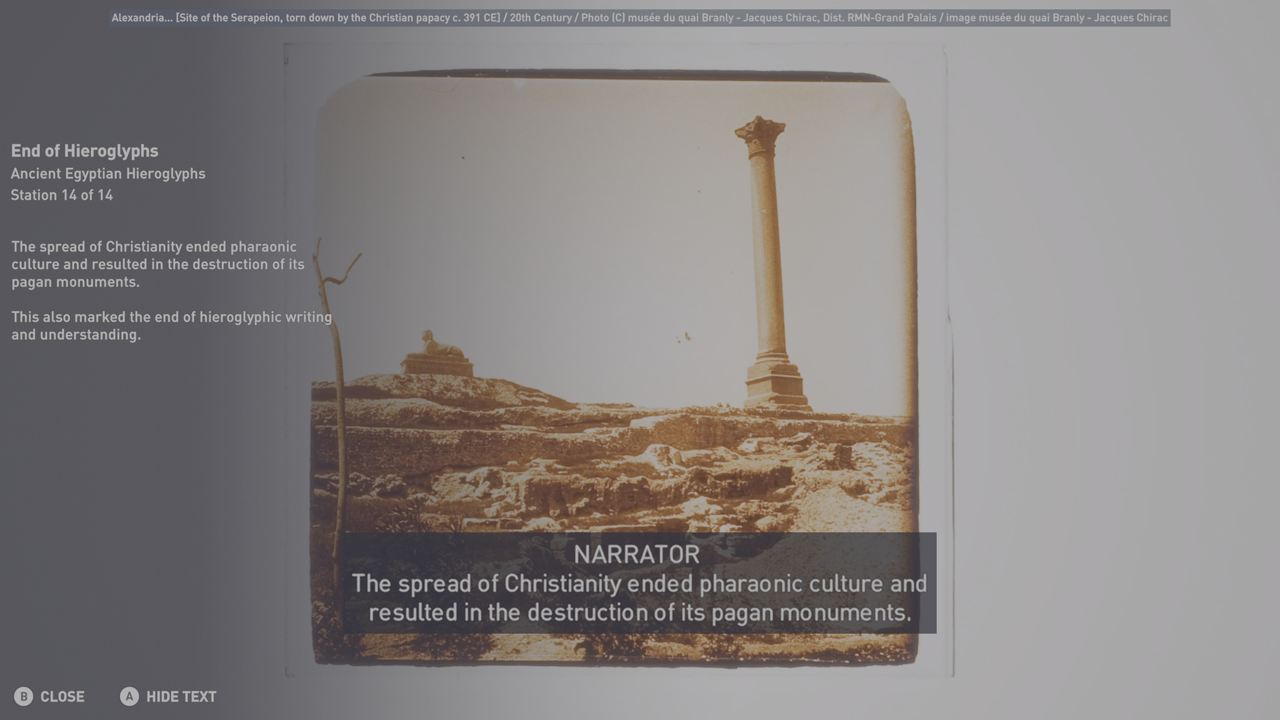 Alexandria... [Site of the Serapeion, torn down by the Christian papacy c. 391 CE] / 20th Century / Photo (C) musée du quai Branly - Jacques Chirac, Dist. RMN-Grand Palais / image musée du quai Branly - Jacques Chirac
End of Hieroglyphs
Ancient Egyptian Hieroglyphs
Station 14 of 14
The spread of Christianity ended pharaonic
culture and resulted in the destruction of its
pagan monuments.
This also marked the end of hieroglyphic writing
and understanding.
NARRATOR
The spread of Christianity ended pharaonic culture and
resulted in the destruction of its pagan monuments.
B CLOSE A HIDE TEXT